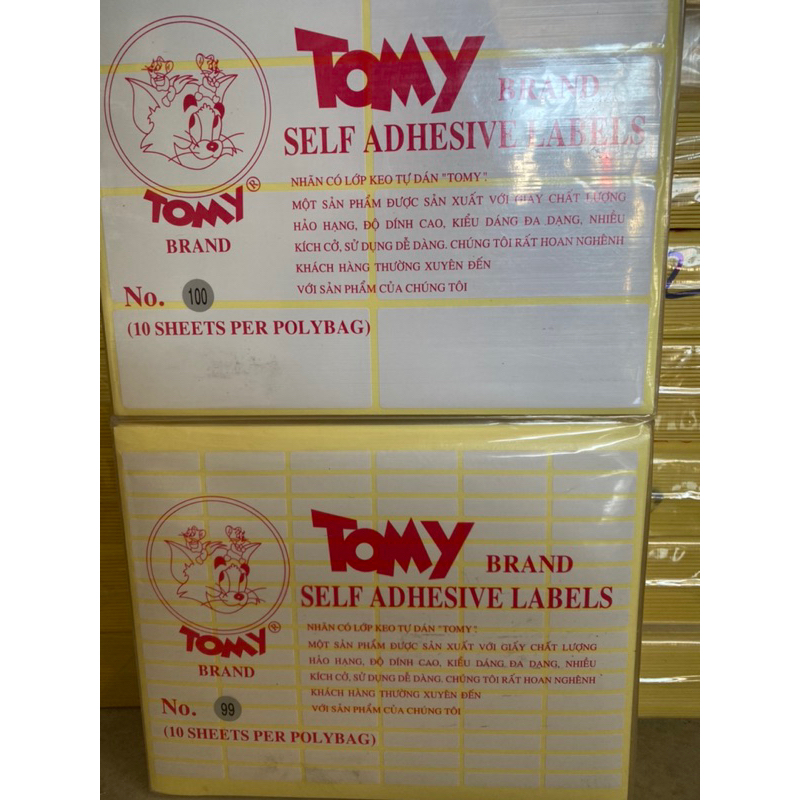 TOMY BRAND
SELF ADHESIVE LABELS
NHÃN CÓ LỚP KEO TỰ DÁN "TOMY".
MỘT SẢN PHẨM ĐƯỢC SẢN XUẤT VỚI GIẤY CHẤT LƯỢNG
HẢO HẠNG, ĐỘ DÍNH CAO, KIỂU DÁNG ĐA DẠNG, NHIỀU
KÍCH CỞ, SỬ DỤNG DỄ DÀNG. CHÚNG TÔI RẤT HOAN NGHÊNH
KHÁCH HÀNG THƯỜNG XUYÊN ĐẾN
VỚI SẢN PHẨM CỦA CHÚNG TÔI
TOMY®
BRAND
No. 100
(10 SHEETS PER POLYBAG)
TOMY BRAND
SELF ADHESIVE LABELS
NHÃN CÓ LỚP KEO TỰ DÁN "TOMY".
MỘT SẢN PHẨM ĐƯỢC SẢN XUẤT VỚI GIẤY CHẤT LƯỢNG
HẢO HẠNG, ĐỘ DÍNH CAO, KIỂU DÁNG, ĐA DẠNG, NHIỀU
KÍCH CỞ, SỬ DỤNG DỄ DÀNG. CHÚNG TÔI RẤT HOAN NGHÊNH
KHÁCH HÀNG THƯỜNG XUYÊN ĐẾN
VỚI SẢN PHẨM CỦA CHÚNG TÔI
TOMY®
BRAND
No. 99
(10 SHEETS PER POLYBAG)